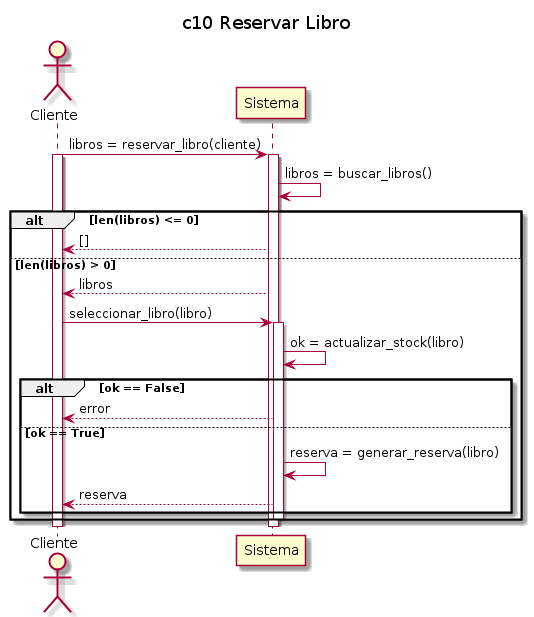 c10 Reservar Libro
Cliente
Sistema
libros = reservar_libro(cliente)
libros = buscar_libros()
alt [len(libros) <= 0]
[]
[len(libros) > 0]
libros
seleccionar_libro(libro)
ok = actualizar_stock(libro)
alt [ok == False]
error
[ok == True]
reserva = generar_reserva(libro)
reserva
Cliente
Sistema